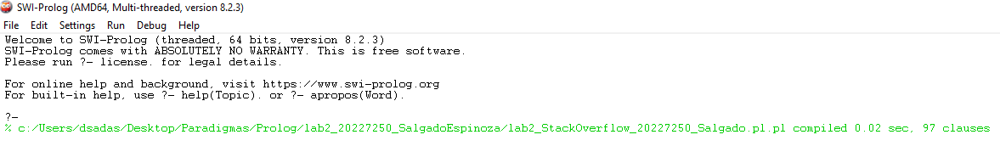 SWI-Prolog (AMD64, Multi-threaded, version 8.2.3)
File Edit Settings Run Debug Help
Welcome to SWI-Prolog (threaded, 64 bits, version 8.2.3)
SWI-Prolog comes with ABSOLUTELY NO WARRANTY. This is free software.
Please run ?- license. for legal details.
For online help and background, visit https://www.swi-prolog.org
For built-in help, use ?- help(Topic). or ?- apropos(Word).
?-
% c:/Users/dsadas/Desktop/Paradigmas/Prolog/lab2_20227250_SalgadoEspinoza/lab2_StackOverflow_20227250_Salgado.pl.pl compiled 0.02 sec, 97 clauses